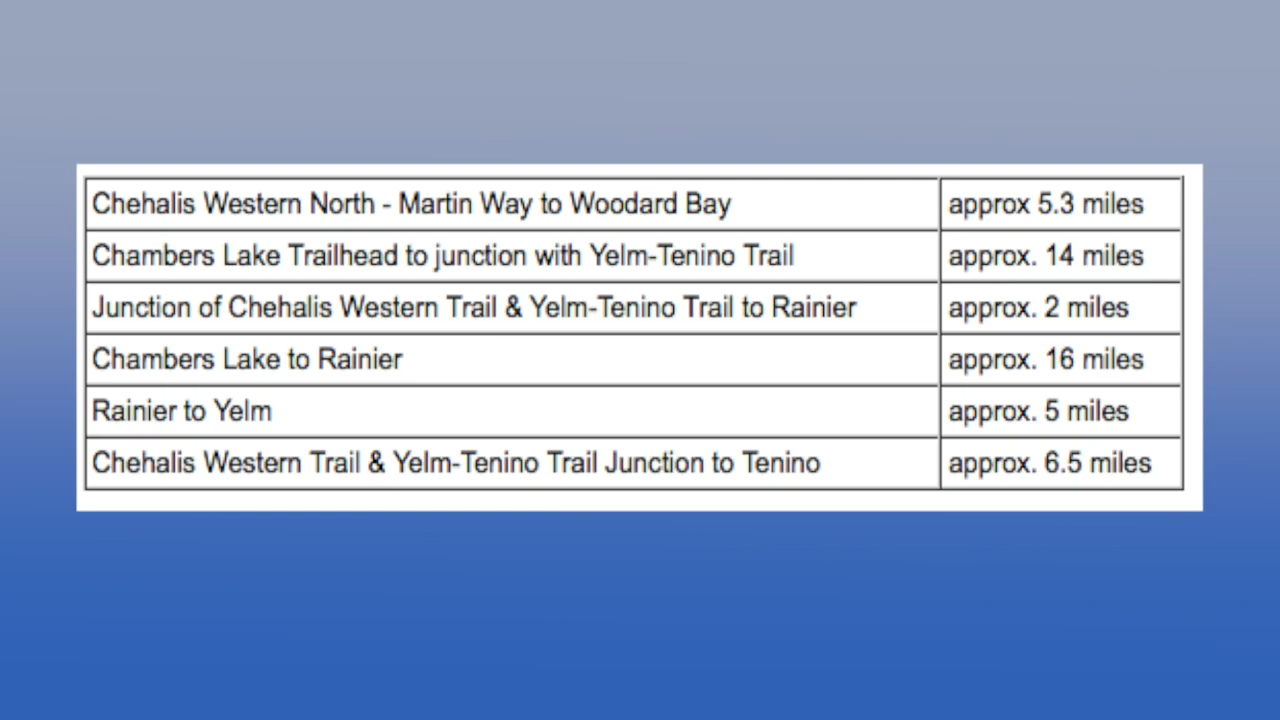 Chehalis Western North - Martin Way to Woodard Bay approx 5.3 miles
Chambers Lake Trailhead to junction with Yelm-Tenino Trail approx. 14 miles
Junction of Chehalis Western Trail & Yelm-Tenino Trail to Rainier approx. 2 miles
Chambers Lake to Rainier approx. 16 miles
Rainier to Yelm approx. 5 miles
Chehalis Western Trail & Yelm-Tenino Trail Junction to Tenino approx. 6.5 miles